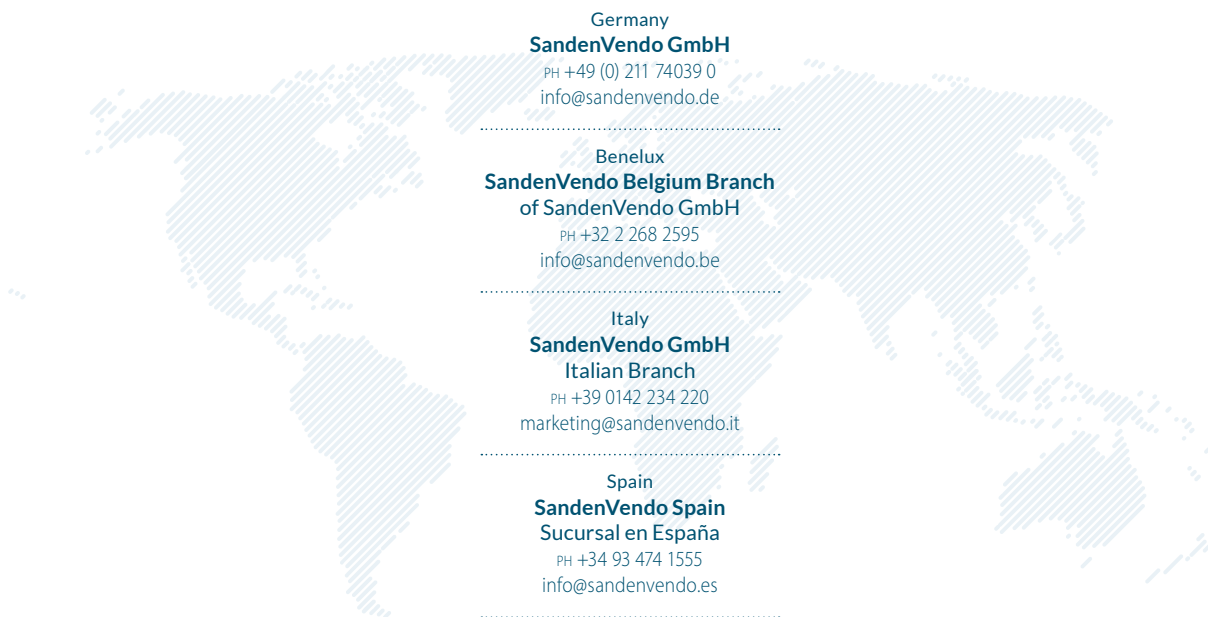 Germany
SandenVendo GmbH
PH +49 (0) 211 74039 0
info@sandenvendo.de
Benelux
SandenVendo Belgium Branch
of SandenVendo GmbH
PH +32 2 268 2595
info@sandenvendo.be
Italy
SandenVendo GmbH
Italian Branch
PH +39 0142 234 220
marketing@sandenvendo.it
Spain
SandenVendo Spain
Sucursal en España
PH +34 93 474 1555
info@sandenvendo.es